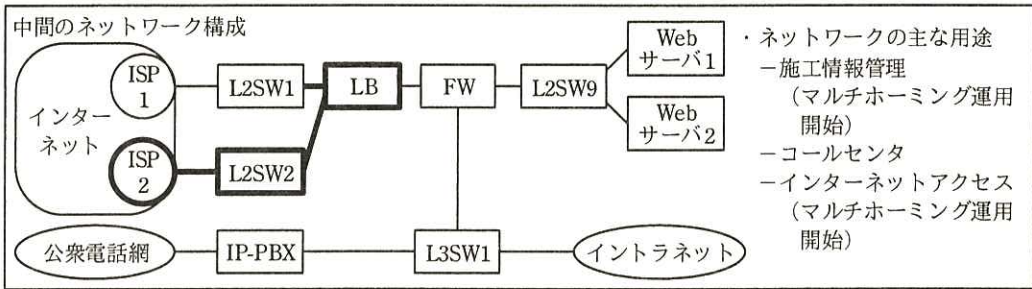 中間のネットワーク構成
ISP
1
インター
ネット
ISP
2
L2SW1
L2SW2
LB
FW
L2SW9
Web
サーバ1
Web
サーバ2
公衆電話網
IP-PBX
L3SW1
イントラネット
・ネットワークの主な用途
－施工情報管理
（マルチホーミング運用
開始）
－コールセンタ
－インターネットアクセス
（マルチホーミング運用
開始）